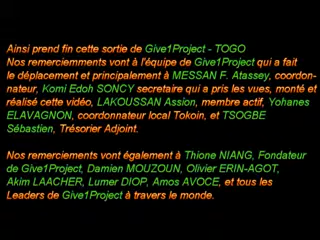 Ainsi prend fin cette sortie de Give1Project - TOGO
Nos remerciemments vont à l'équipe de Give1Project qui a fait
le déplacement et principalement à MESSAN F. Atassey, coordon-
nateur, Komi Edoh SONCY secretaire qui a pris les vues, monté et
réalisé cette vidéo, LAKOUSSAN Assion, membre actif, Yohanes
ELAVAGNON, coordonnateur local Tokoin, et TSOGBE
Sébastien, Trésorier Adjoint.
Nos remerciements vont également à Thione NIANG, Fondateur
de Give1Project, Damien MOUZOUN, Olivier ERIN-AGOT,
Akim LAACHER, Lumer DIOP, Amos AVOCE, et tous les
Leaders de Give1Project à travers le monde.